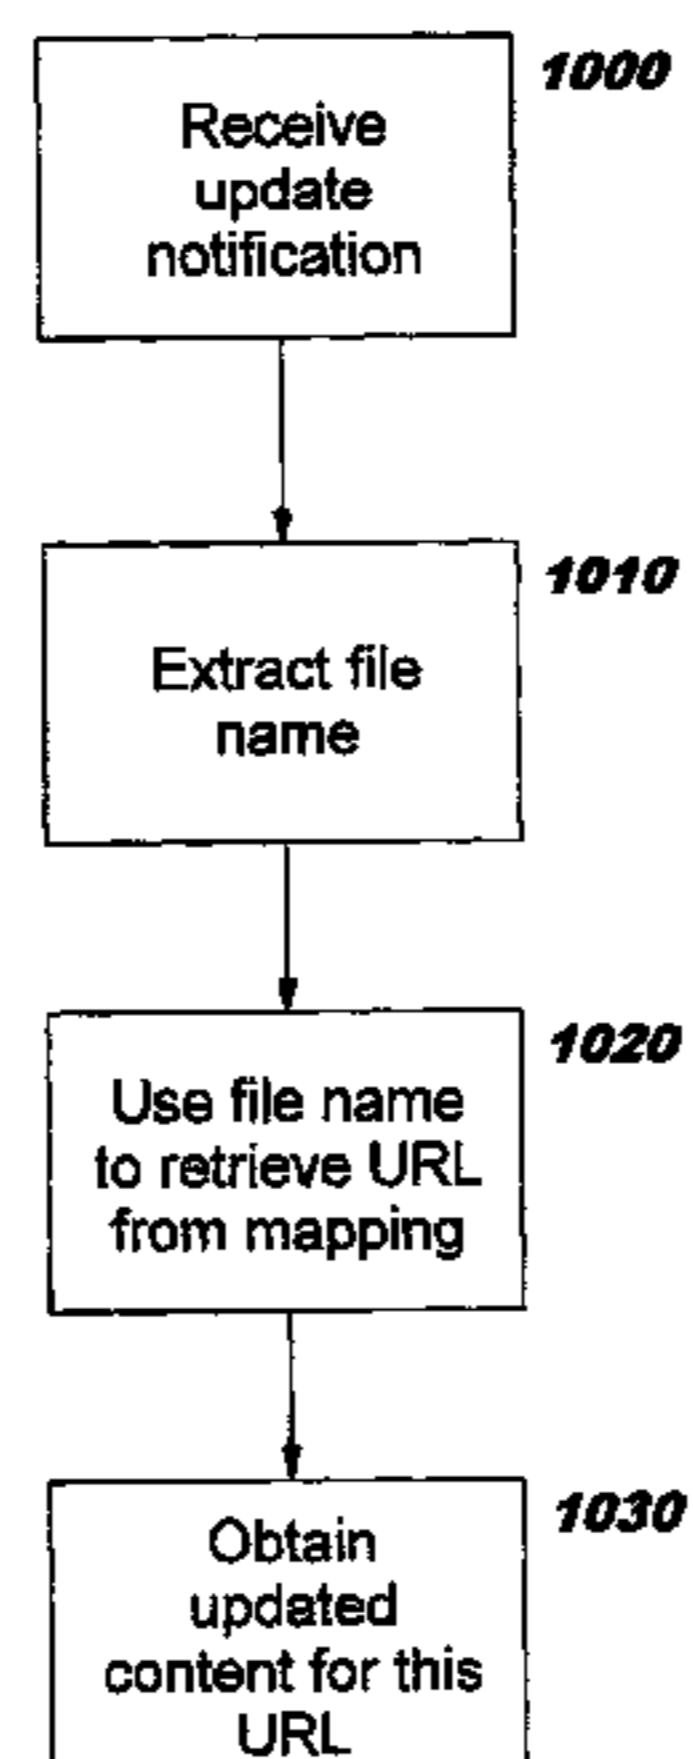 1000
Receive
update
notification
1010
Extract file
name
1020
Use file name
to retrieve URL
from mapping
1030
Obtain
updated
content for this
URL